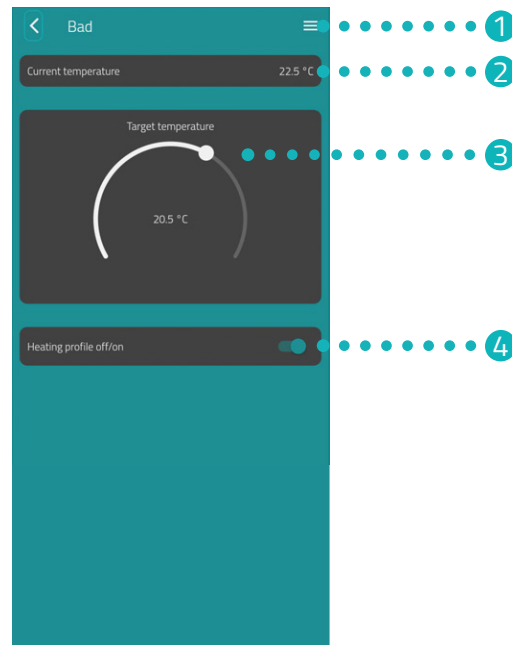 Bad
1
Current temperature 22.5 °C
2
Target temperature
3
20.5 °C
Heating profile off/on
4